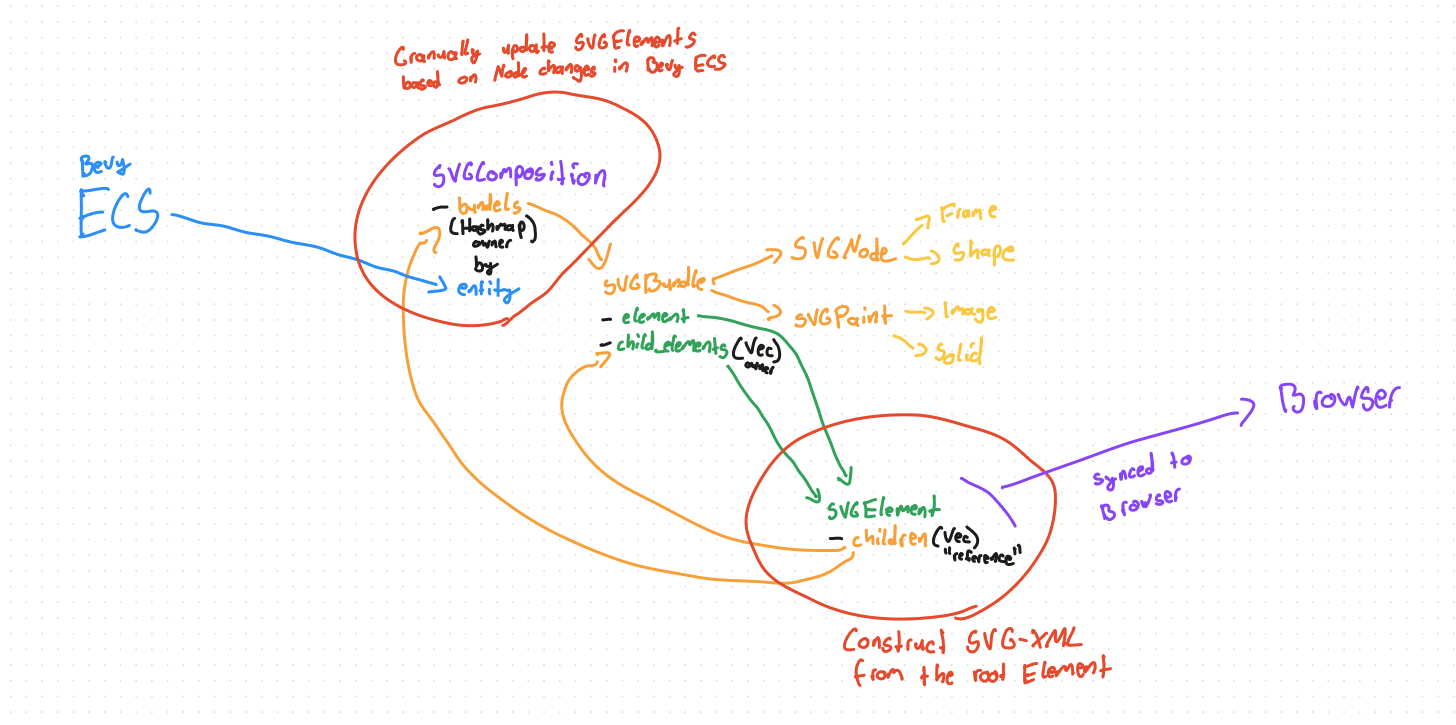 Granually update SVGElements
based on Node changes in Bevy ECS
Bevy
ECS
SVGComposition
- bundels
(Hashmap)
owner
by
entity
SVGBundle
- element
- child_elements (Vec)
owner
SVGNode
Frame
Shape
SVGPaint
Image
Solid
SVGElement
- children (Vec)
"reference"
Browser
synced to
Browser
Construct SVG-XML
from the root Element